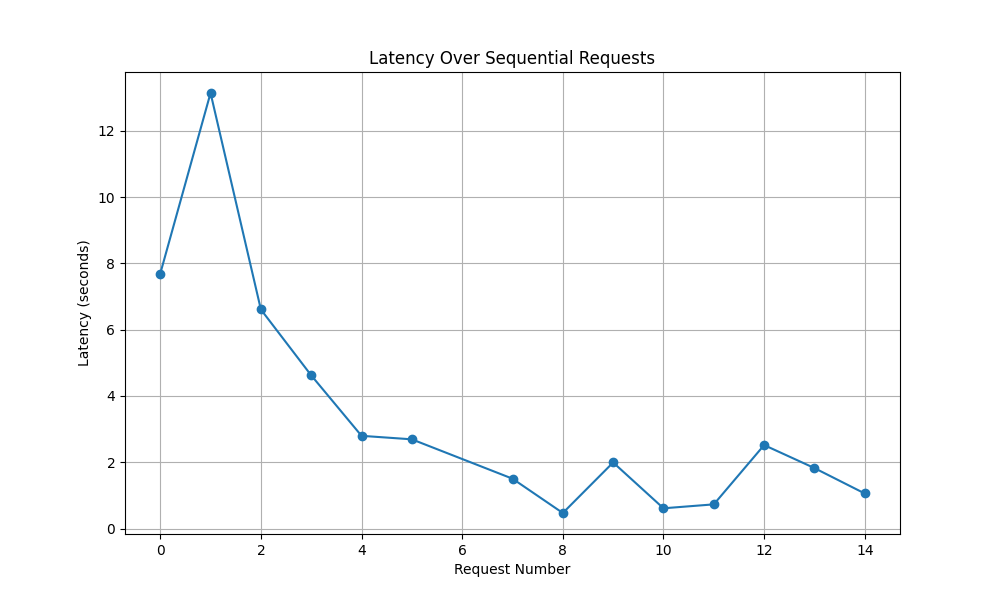 Latency Over Sequential Requests
Latency (seconds)
12
10
8
6
4
2
0
0 2 4 6 8 10 12 14
Request Number